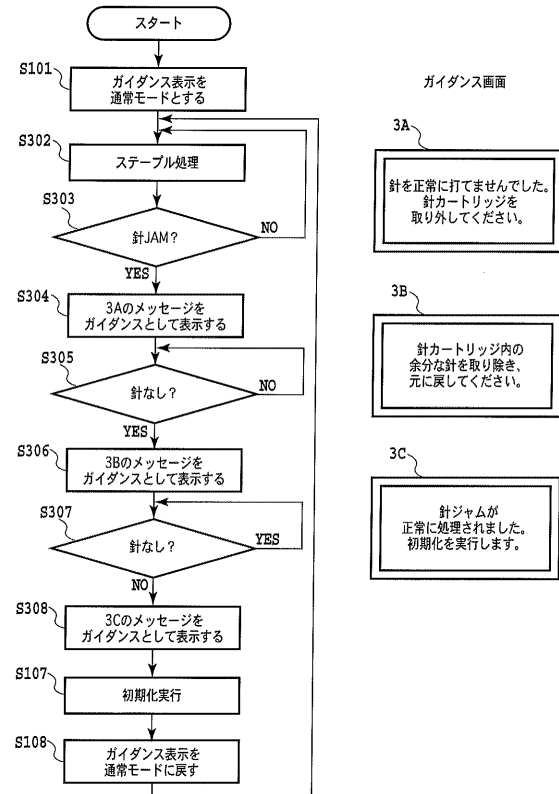 スタート
S101
ガイダンス表示を
通常モードとする
S302
ステープル処理
S303
針JAM？
NO
YES
S304
3Aのメッセージを
ガイダンスとして表示する
S305
針なし？
NO
YES
S306
3Bのメッセージを
ガイダンスとして表示する
S307
針なし？
YES
NO
S308
3Cのメッセージを
ガイダンスとして表示する
S107
初期化実行
S108
ガイダンス表示を
通常モードに戻す
ガイダンス画面
3A
針を正常に打てませんでした。
針カートリッジを
取り外してください。
3B
針カートリッジ内の
余分な針を取り除き、
元に戻してください。
3C
針ジャムが
正常に処理されました。
初期化を実行します。